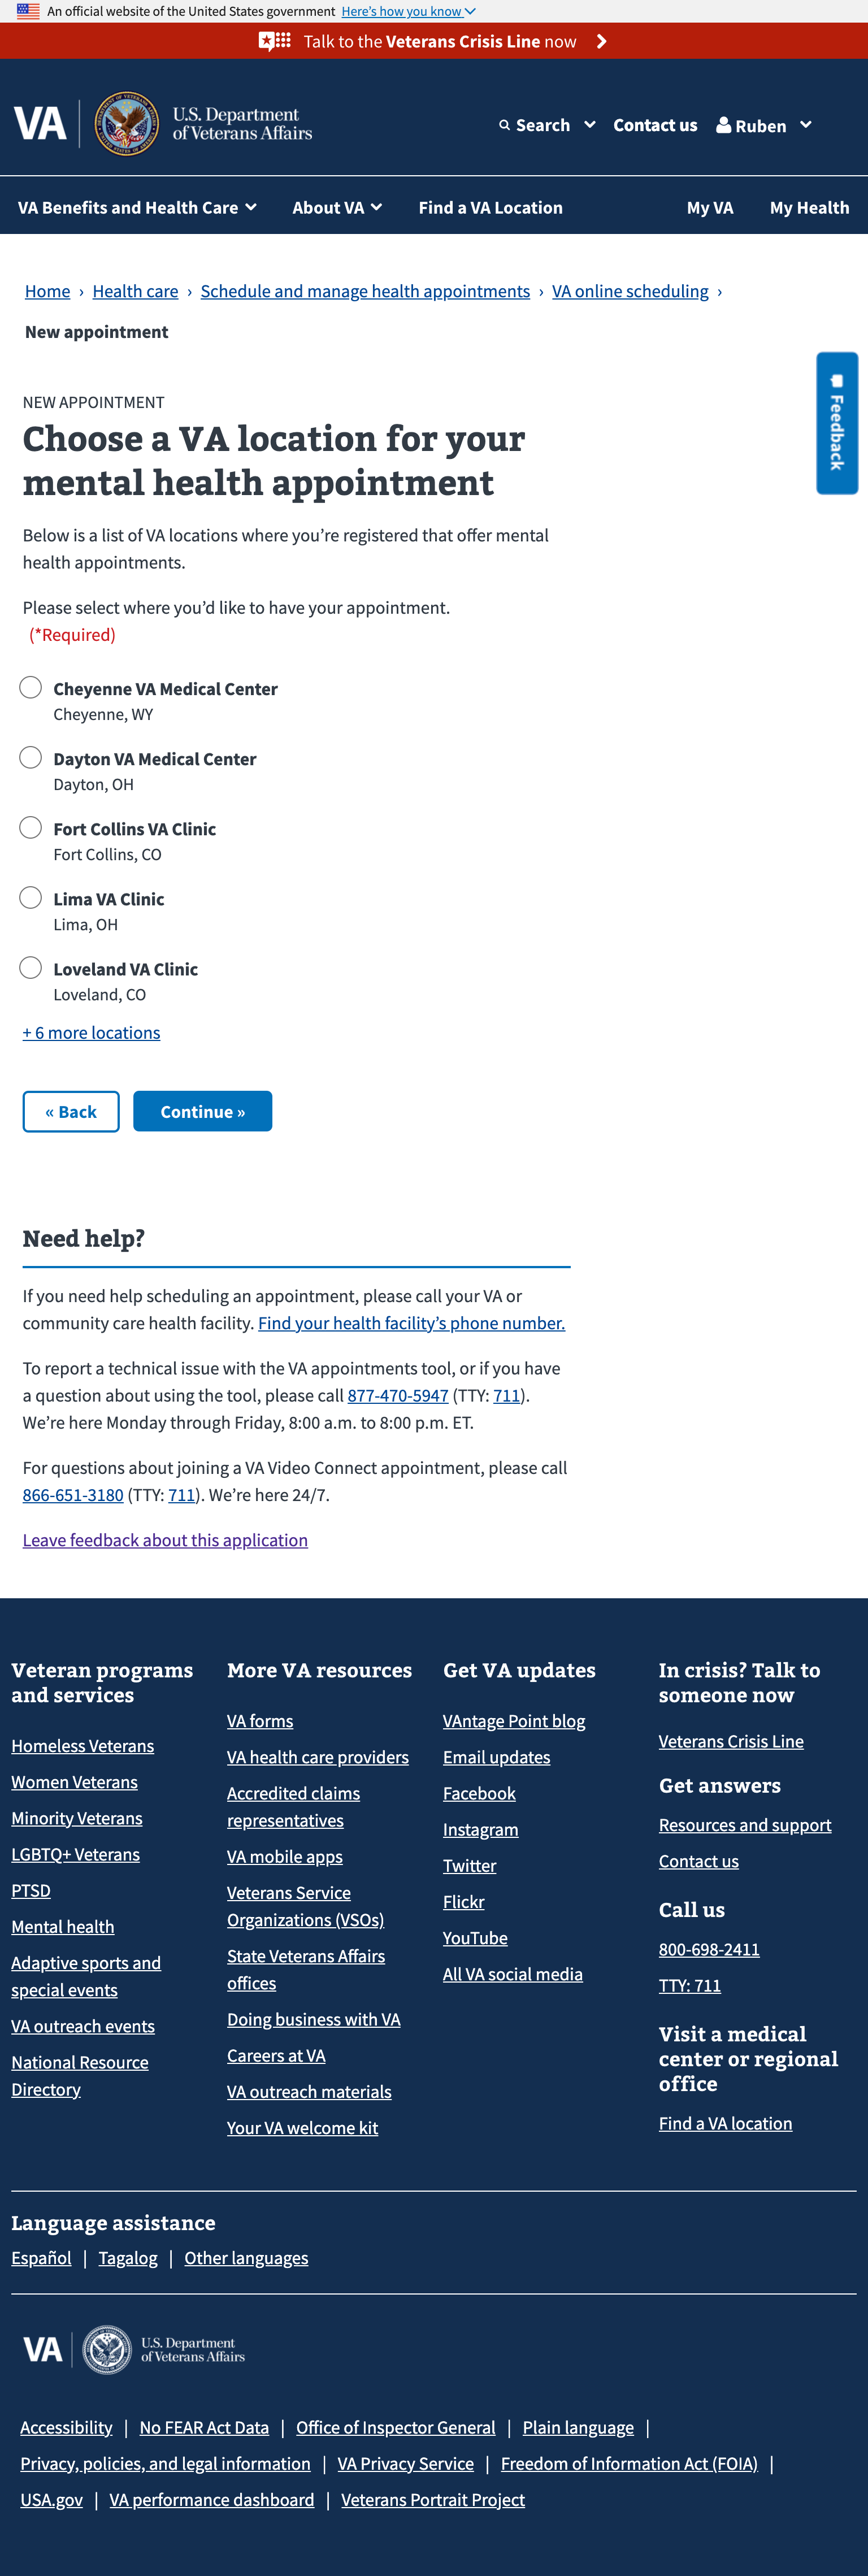 An official website of the United States government Here's how you know
Talk to the Veterans Crisis Line now
VA U.S. Department
of Veterans Affairs
Search Contact us Ruben
VA Benefits and Health Care About VA Find a VA Location My VA My Health
Home › Health care › Schedule and manage health appointments › VA online scheduling ›
New appointment
Feedback
NEW APPOINTMENT
Choose a VA location for your
mental health appointment
Below is a list of VA locations where you're registered that offer mental
health appointments.
Please select where you'd like to have your appointment.
(*Required)
Cheyenne VA Medical Center
Cheyenne, WY
Dayton VA Medical Center
Dayton, OH
Fort Collins VA Clinic
Fort Collins, CO
Lima VA Clinic
Lima, OH
Loveland VA Clinic
Loveland, CO
+ 6 more locations
« Back Continue »
Need help?
If you need help scheduling an appointment, please call your VA or
community care health facility. Find your health facility's phone number.
To report a technical issue with the VA appointments tool, or if you have
a question about using the tool, please call 877-470-5947 (TTY: 711).
We're here Monday through Friday, 8:00 a.m. to 8:00 p.m. ET.
For questions about joining a VA Video Connect appointment, please call
866-651-3180 (TTY: 711). We're here 24/7.
Leave feedback about this application
Veteran programs
and services
Homeless Veterans
Women Veterans
Minority Veterans
LGBTQ+ Veterans
PTSD
Mental health
Adaptive sports and
special events
VA outreach events
National Resource
Directory
More VA resources
VA forms
VA health care providers
Accredited claims
representatives
VA mobile apps
Veterans Service
Organizations (VSOs)
State Veterans Affairs
offices
Doing business with VA
Careers at VA
VA outreach materials
Your VA welcome kit
Get VA updates
VAntage Point blog
Email updates
Facebook
Instagram
Twitter
Flickr
YouTube
All VA social media
In crisis? Talk to
someone now
Veterans Crisis Line
Get answers
Resources and support
Contact us
Call us
800-698-2411
TTY: 711
Visit a medical
center or regional
office
Find a VA location
Language assistance
Español | Tagalog | Other languages
VA U.S. Department
of Veterans Affairs
Accessibility | No FEAR Act Data | Office of Inspector General | Plain language |
Privacy, policies, and legal information | VA Privacy Service | Freedom of Information Act (FOIA) |
USA.gov | VA performance dashboard | Veterans Portrait Project